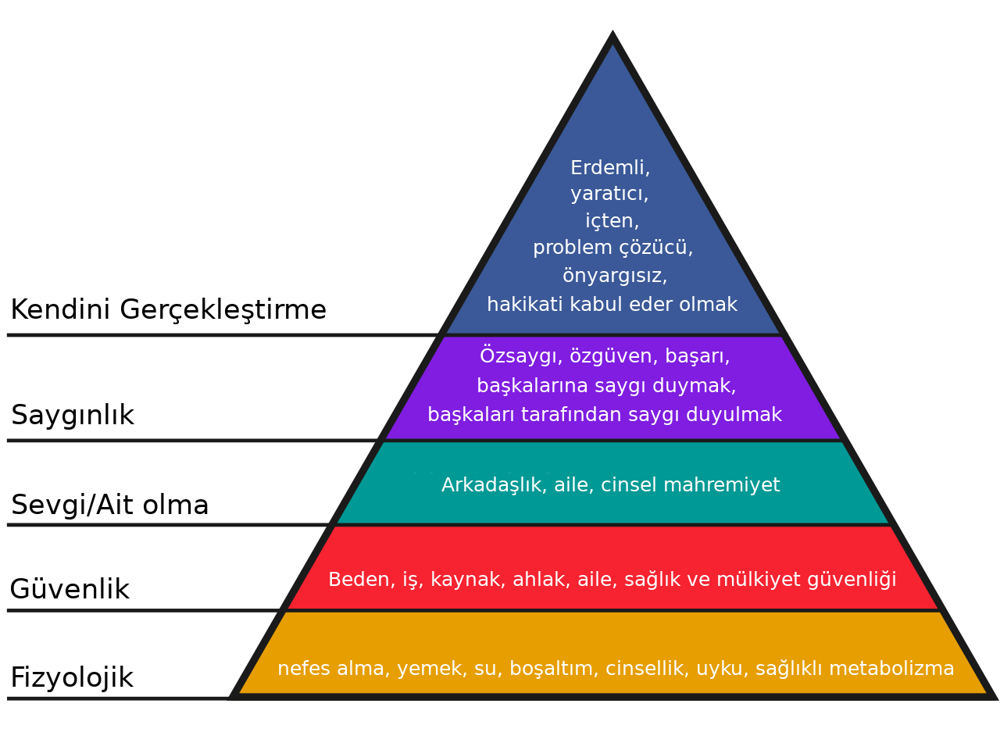 Erdemli,
yaratıcı,
içten,
problem çözücü,
önyargısız,
hakikati kabul eder olmak
Kendini Gerçekleştirme
Özsaygı, özgüven, başarı,
başkalarına saygı duymak,
başkaları tarafından saygı duyulmak
Saygınlık
Arkadaşlık, aile, cinsel mahremiyet
Sevgi/Ait olma
Beden, iş, kaynak, ahlak, aile, sağlık ve mülkiyet güvenliği
Güvenlik
nefes alma, yemek, su, boşaltım, cinsellik, uyku, sağlıklı metabolizma
Fizyolojik